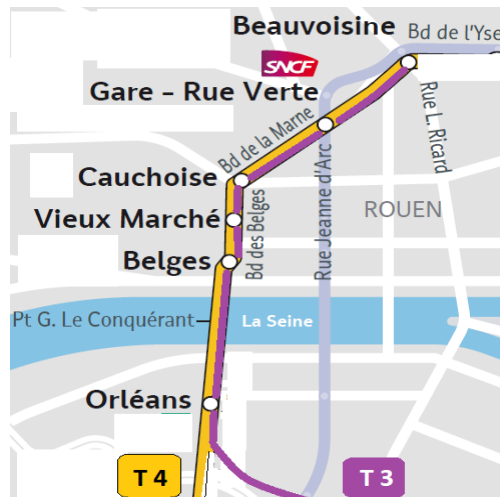 Beauvoisine
Bd de l'Yse
SNCF
Gare - Rue Verte
Rue L. Ricard
Bd de la Marne
Cauchoise
Rue Jeanne d'Arc
Vieux Marché
Bd des Belges
ROUEN
Belges
Pt G. Le Conquérant
La Seine
Orléans
T 4
T 3